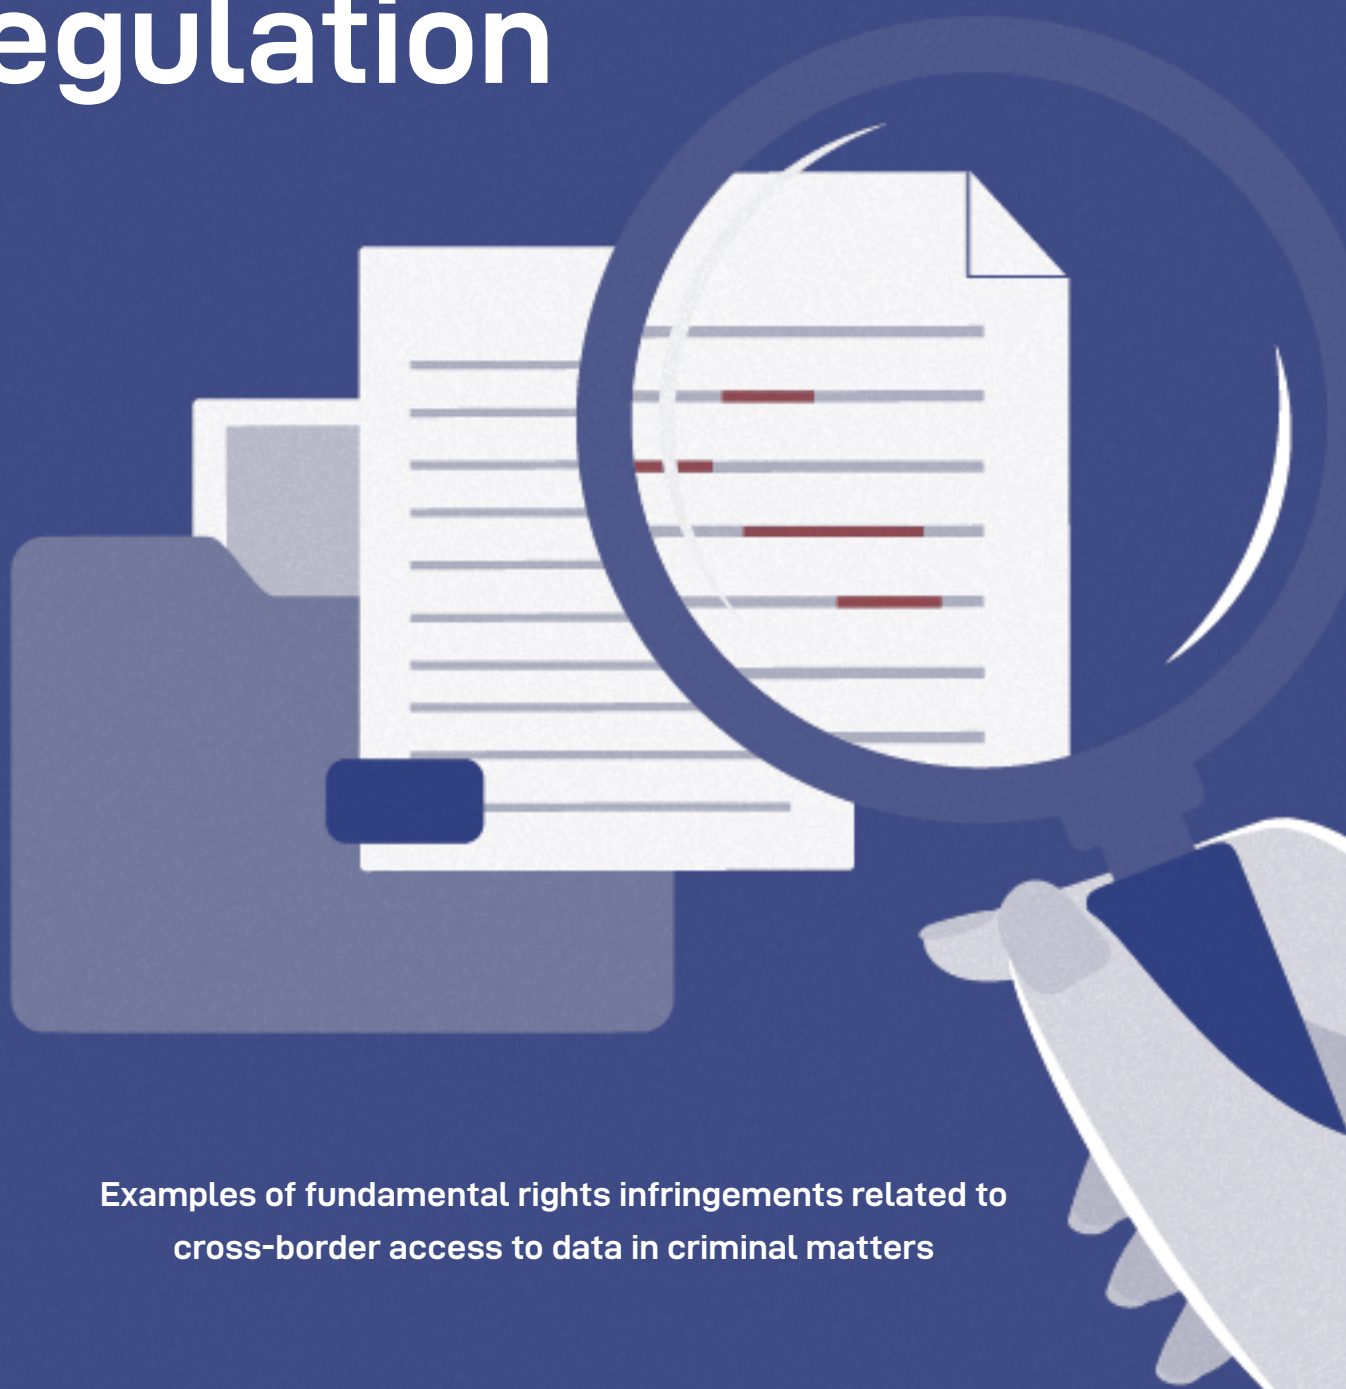 egulation
Examples of fundamental rights infringements related to
cross-border access to data in criminal matters